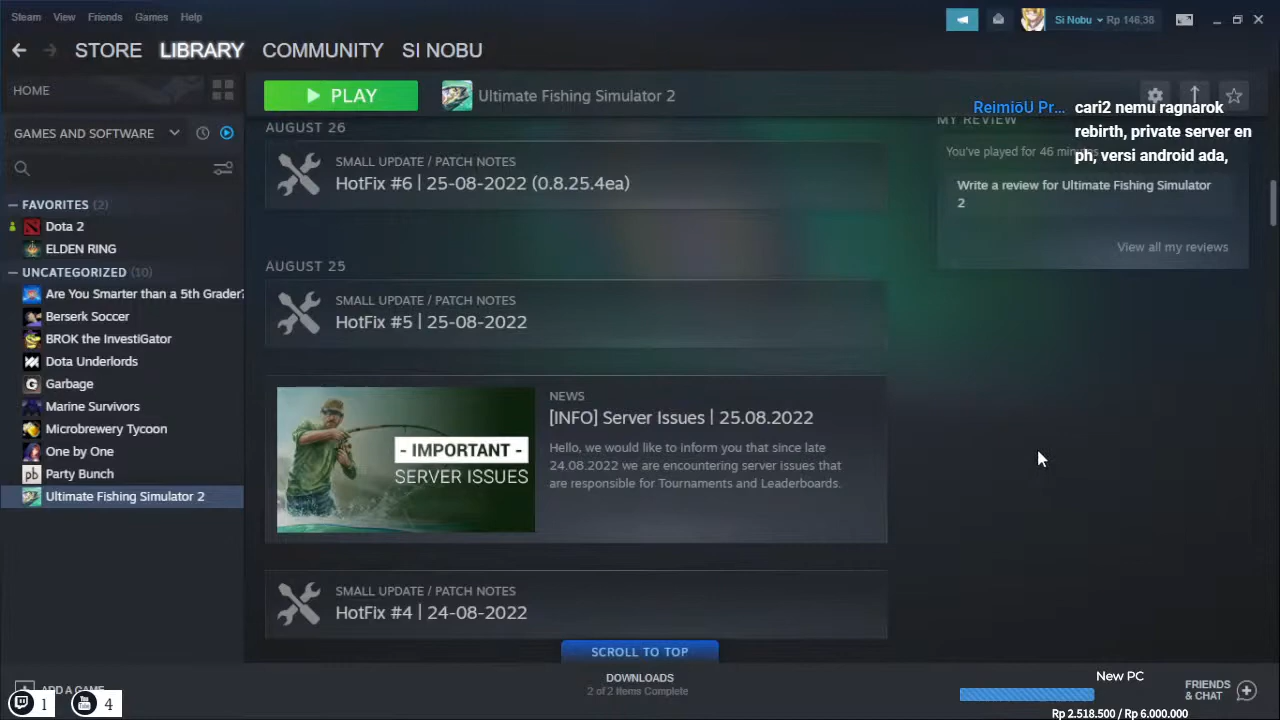 Steam View Friends Games Help
Si Nobu Rp 146,38
STORE LIBRARY COMMUNITY SI NOBU
HOME
GAMES AND SOFTWARE
FAVORITES (2)
Dota 2
ELDEN RING
UNCATEGORIZED (10)
Are You Smarter than a 5th Grader?
Berserk Soccer
BROK the InvestiGator
Dota Underlords
Garbage
Marine Survivors
Microbrewery Tycoon
One by One
Party Bunch
Ultimate Fishing Simulator 2
PLAY
Ultimate Fishing Simulator 2
AUGUST 26
SMALL UPDATE / PATCH NOTES
HotFix #6 | 25-08-2022 (0.8.25.4ea)
AUGUST 25
SMALL UPDATE / PATCH NOTES
HotFix #5 | 25-08-2022
- IMPORTANT -
SERVER ISSUES
NEWS
[INFO] Server Issues | 25.08.2022
Hello, we would like to inform you that since late
24.08.2022 we are encountering server issues that
are responsible for Tournaments and Leaderboards.
SMALL UPDATE / PATCH NOTES
HotFix #4 | 24-08-2022
SCROLL TO TOP
ReimiōU Pr... cari2 nemu ragnarok
rebirth, private server en
ph, versi android ada,
MY REVIEW
You've played for 46 minutes
Write a review for Ultimate Fishing Simulator
2
View all my reviews
ADD A GAME
1 4
DOWNLOADS
2 of 2 Items Complete
New PC
Rp 2.518.500 / Rp 6.000.000
FRIENDS
& CHAT